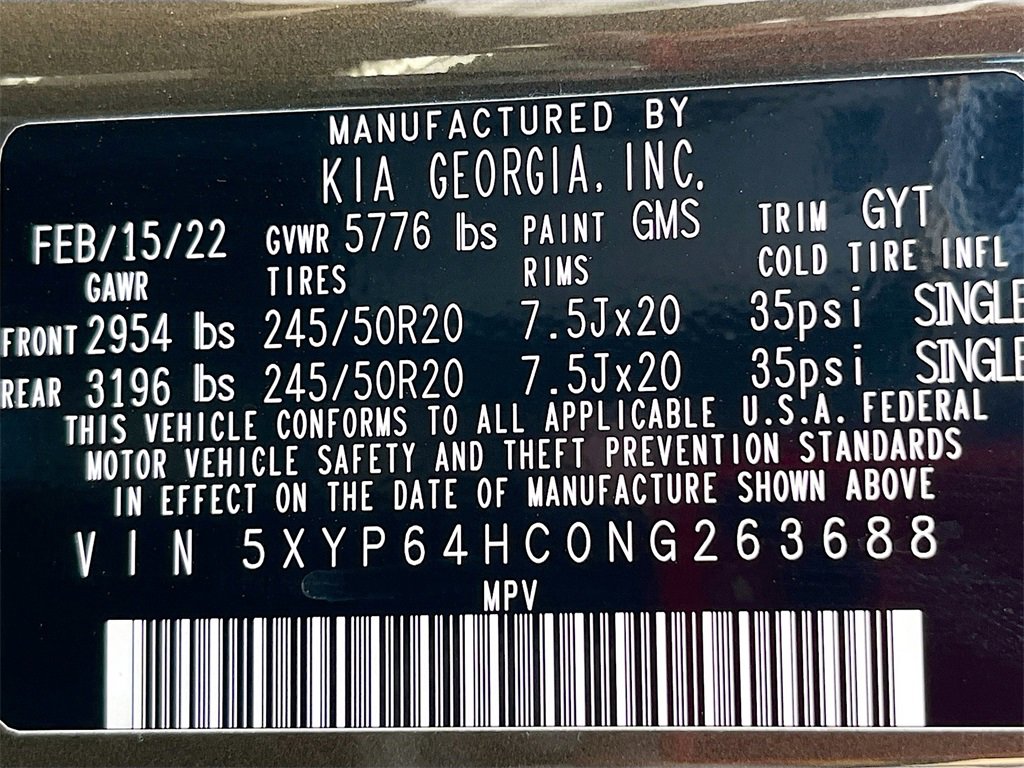 MANUFACTURED BY
KIA GEORGIA, INC.
FEB/15/22 GVWR 5776 lbs PAINT GMS TRIM GYT
GAWR TIRES RIMS COLD TIRE INFL
FRONT 2954 lbs 245/50R20 7.5Jx20 35psi SINGLE
REAR 3196 lbs 245/50R20 7.5Jx20 35psi SINGLE
THIS VEHICLE CONFORMS TO ALL APPLICABLE U.S.A. FEDERAL
MOTOR VEHICLE SAFETY AND THEFT PREVENTION STANDARDS
IN EFFECT ON THE DATE OF MANUFACTURE SHOWN ABOVE
VIN 5XYP64HC0NG263688
MPV